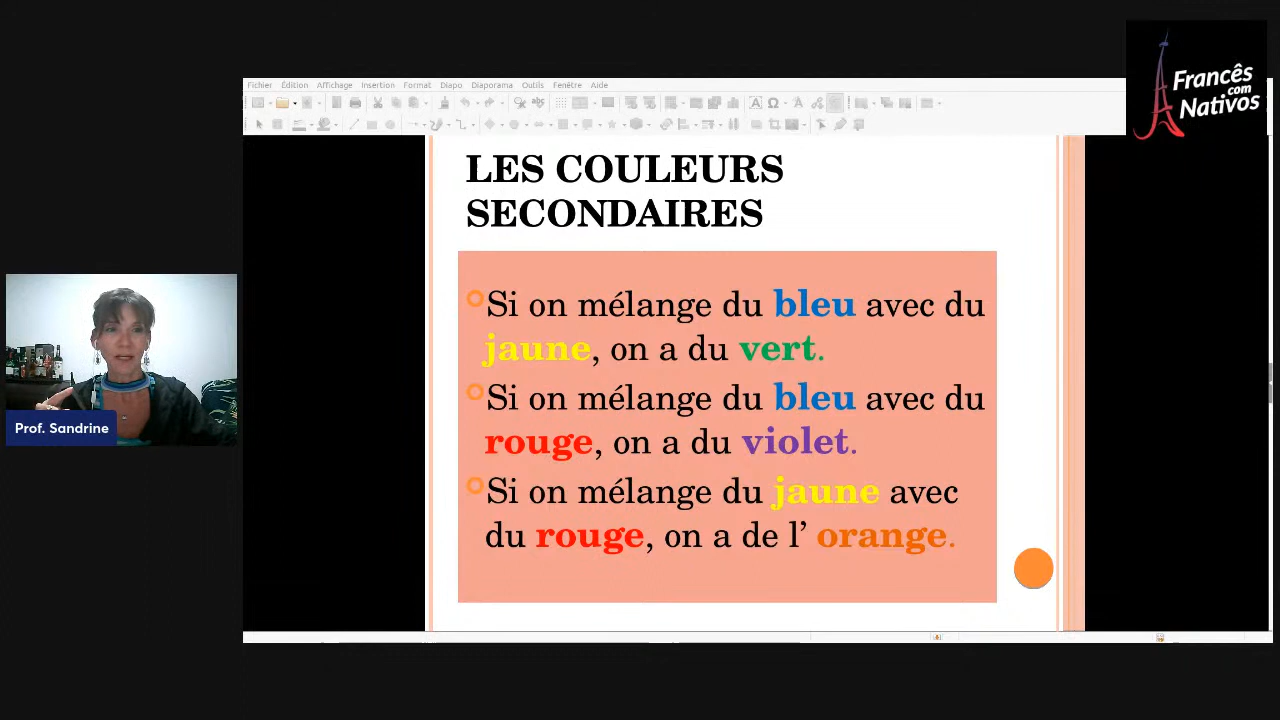 Francês
com
Nativos
Fichier Édition Affichage Insertion Format Diapo Diaporama Outils Fenêtre Aide
LES COULEURS
SECONDAIRES
Si on mélange du bleu avec du
jaune, on a du vert.
Si on mélange du bleu avec du
rouge, on a du violet.
Si on mélange du jaune avec
du rouge, on a de l’ orange.
Prof. Sandrine